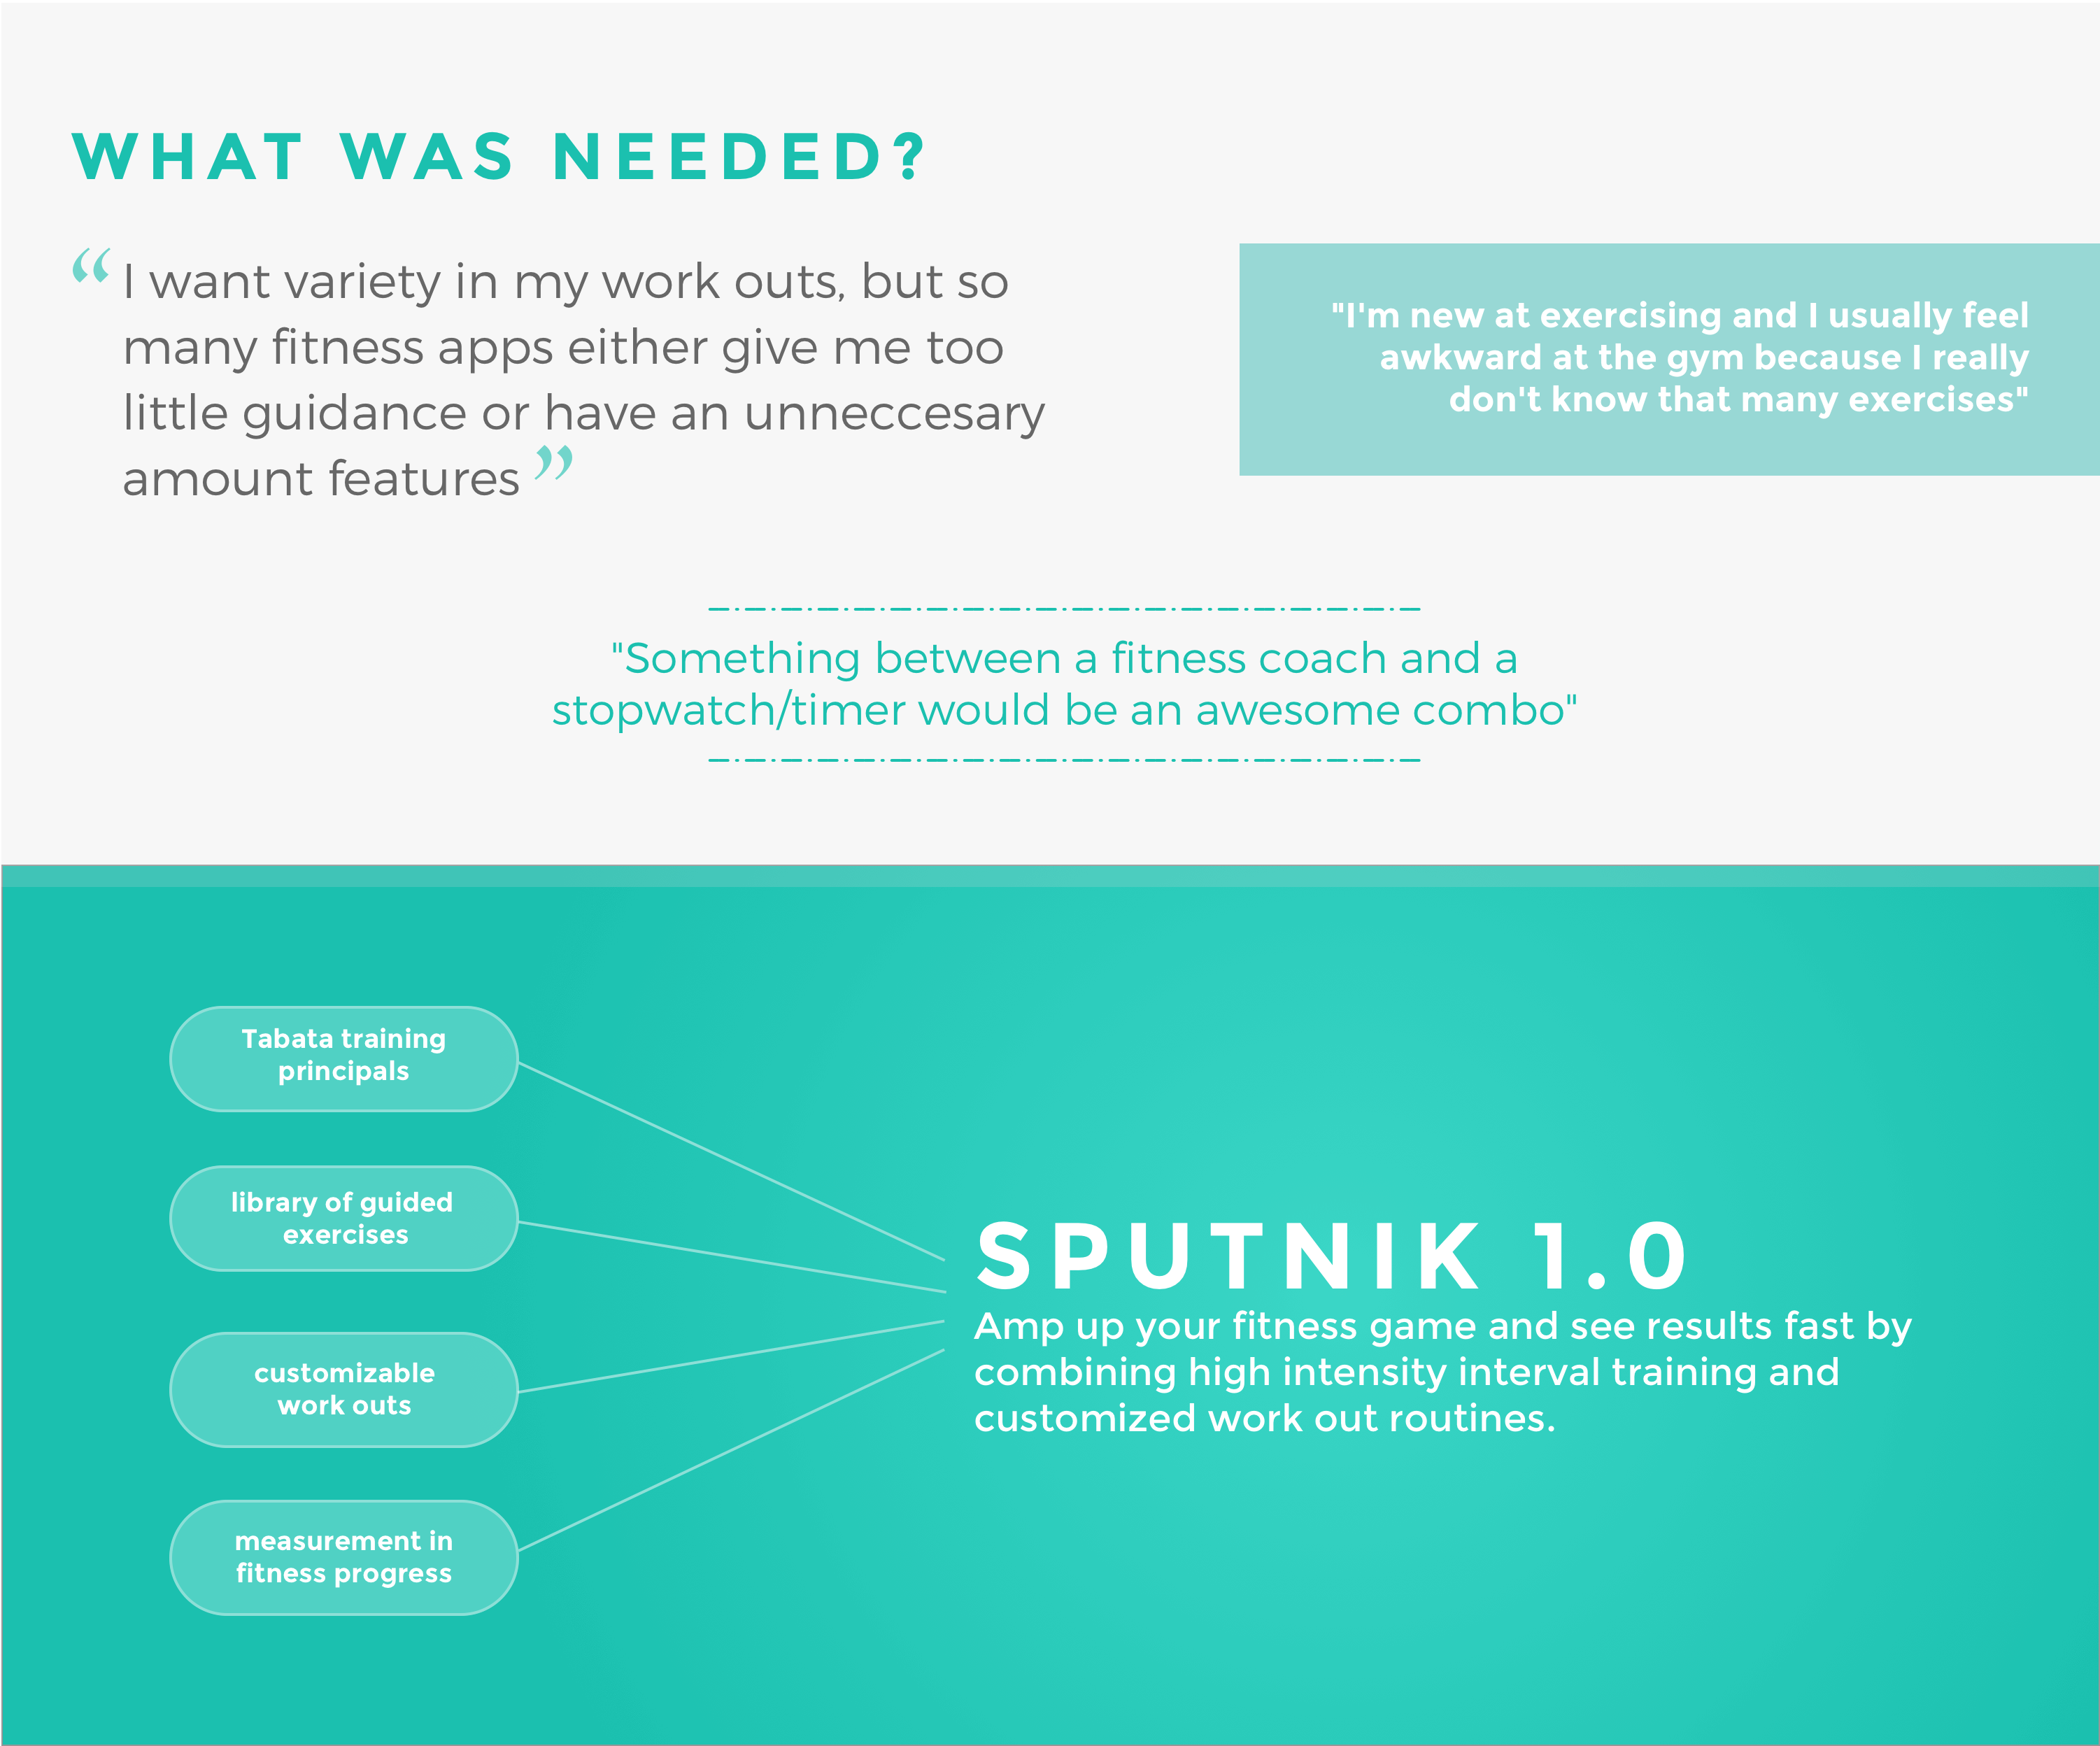 WHAT WAS NEEDED?
“I want variety in my work outs, but so
many fitness apps either give me too
little guidance or have an unneccesary
amount features”
"I'm new at exercising and I usually feel
awkward at the gym because I really
don't know that many exercises"
"Something between a fitness coach and a
stopwatch/timer would be an awesome combo"
Tabata training
principals
library of guided
exercises
customizable
work outs
measurement in
fitness progress
SPUTNIK 1.0
Amp up your fitness game and see results fast by
combining high intensity interval training and
customized work out routines.